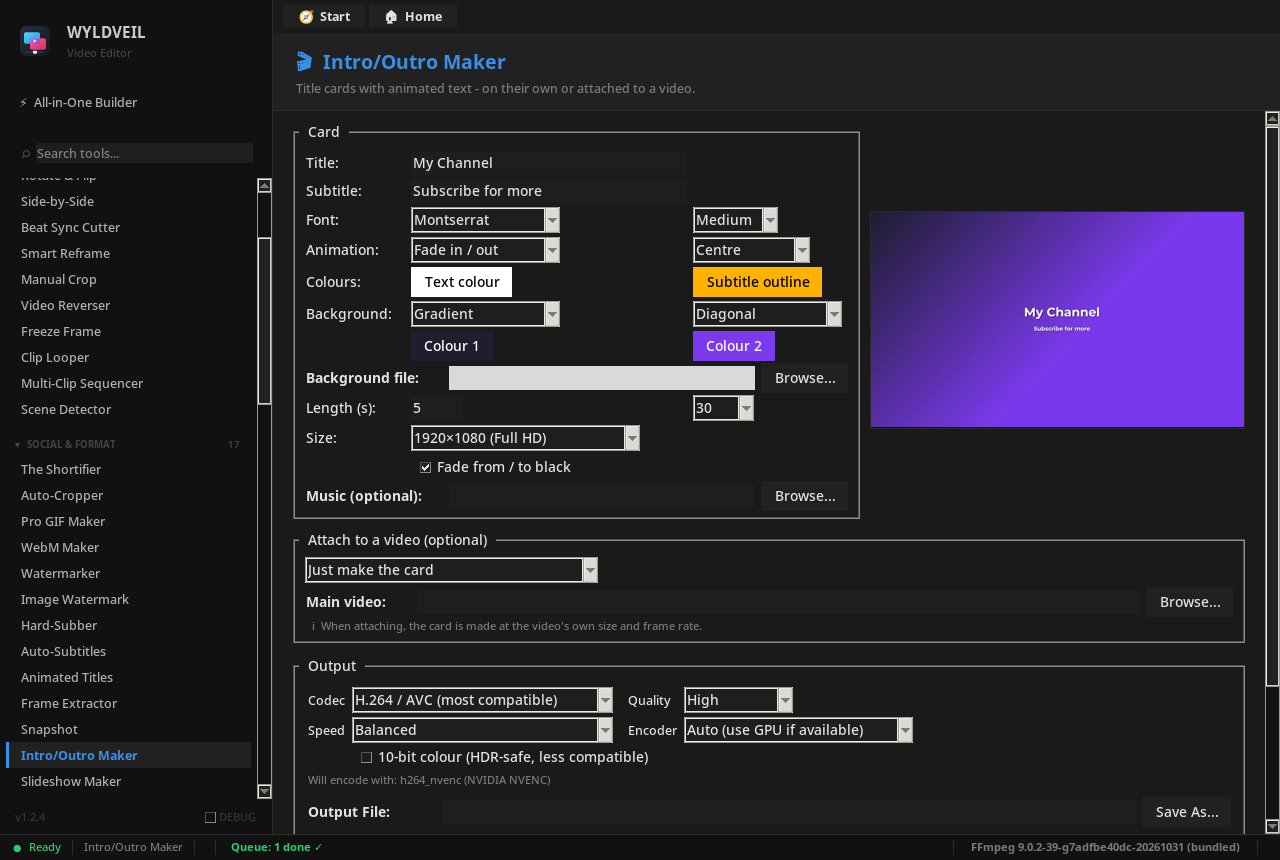 WYLDVEIL
Video Editor
⚡ All-in-One Builder
Search tools...
Rotate & Flip
Side-by-Side
Beat Sync Cutter
Smart Reframe
Manual Crop
Video Reverser
Freeze Frame
Clip Looper
Multi-Clip Sequencer
Scene Detector
SOCIAL & FORMAT 17
The Shortifier
Auto-Cropper
Pro GIF Maker
WebM Maker
Watermarker
Image Watermark
Hard-Subber
Auto-Subtitles
Animated Titles
Frame Extractor
Snapshot
Intro/Outro Maker
Slideshow Maker
v1.2.4 DEBUG
Start Home
Intro/Outro Maker
Title cards with animated text - on their own or attached to a video.
Card
Title: My Channel
Subtitle: Subscribe for more
Font: Montserrat Medium
Animation: Fade in / out Centre
Colours: Text colour Subtitle outline
Background: Gradient Diagonal
Colour 1 Colour 2
Background file: Browse...
Length (s): 5 30
Size: 1920×1080 (Full HD)
Fade from / to black
Music (optional): Browse...
My Channel
Subscribe for more
Attach to a video (optional)
Just make the card
Main video: Browse...
i When attaching, the card is made at the video's own size and frame rate.
Output
Codec H.264 / AVC (most compatible) Quality High
Speed Balanced Encoder Auto (use GPU if available)
10-bit colour (HDR-safe, less compatible)
Will encode with: h264_nvenc (NVIDIA NVENC)
Output File: Save As...
Ready Intro/Outro Maker Queue: 1 done ✓ FFmpeg 9.0.2-39-g7adfbe40dc-20261031 (bundled)